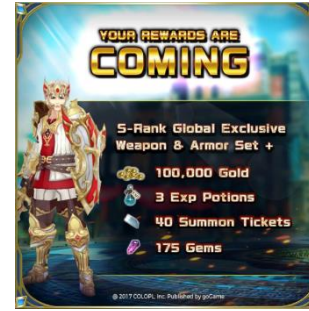 YOUR REWARDS ARE
COMING
S-Rank Global Exclusive
Weapon & Armor Set +
100,000 Gold
3 Exp Potions
40 Summon Tickets
175 Gems
© 2017 COLOPL, Inc. Published by goGame